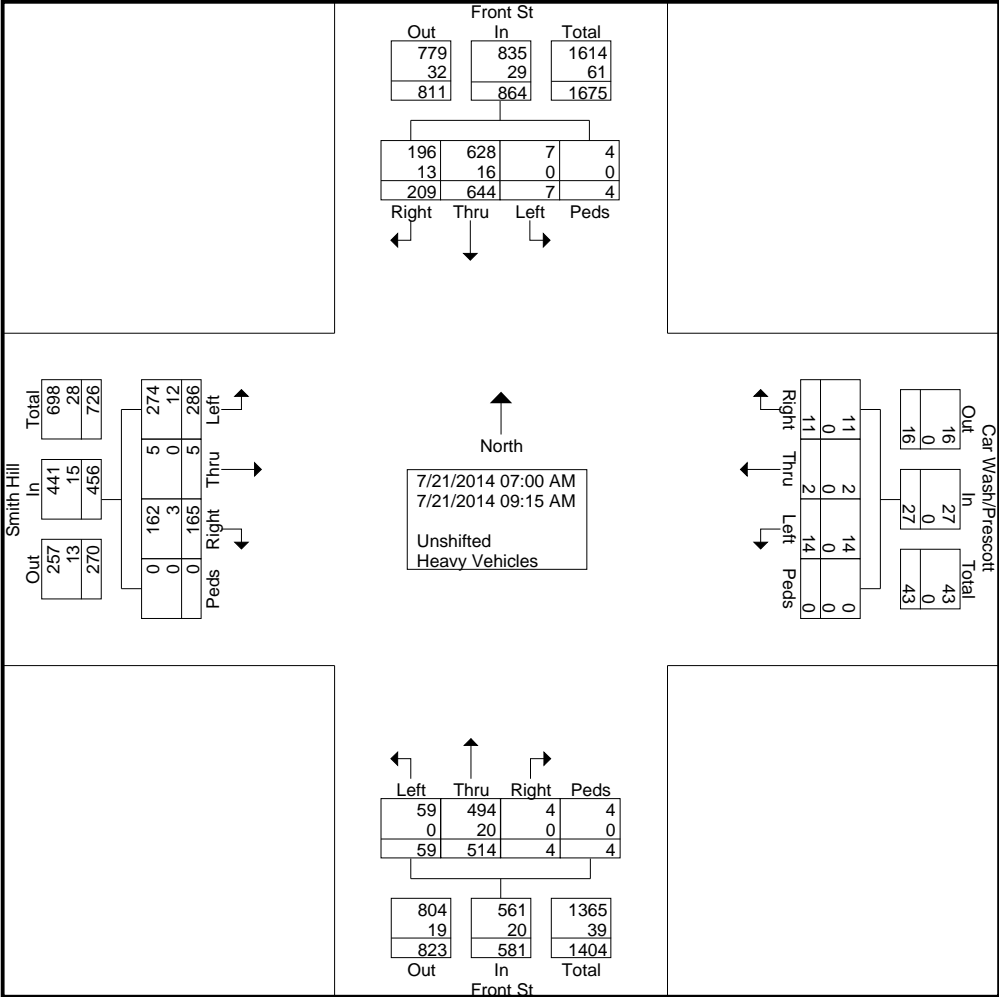 Front St
Out In Total
779 835 1614
32 29 61
811 864 1675
196 628 7 4
13 16 0 0
209 644 7 4
Right Thru Left Peds
Smith Hill
Total In Out
698 441 257
28 15 13
726 456 270
274 5 162 0
12 0 3 0
286 5 165 0
Left Thru Right Peds
North
7/21/2014 07:00 AM
7/21/2014 09:15 AM
Unshifted
Heavy Vehicles
Right Thru Left Peds
11 2 14 0
0 0 0 0
11 2 14 0
16 27 43
0 0 0
16 27 43
Out In Total
Car Wash/Prescott
Left Thru Right Peds
59 494 4 4
0 20 0 0
59 514 4 4
804 561 1365
19 20 39
823 581 1404
Out In Total
Front St